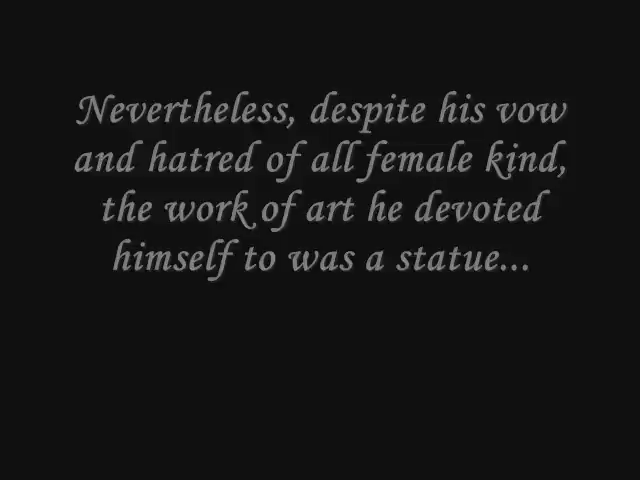 Nevertheless, despite his vow
and hatred of all female kind,
the work of art he devoted
himself to was a statue...